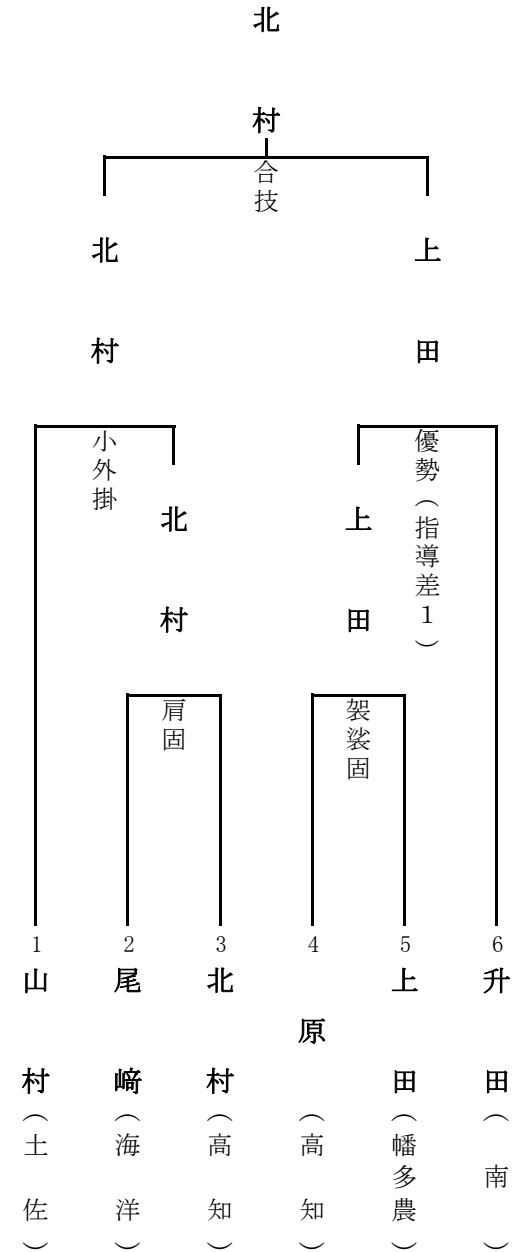 北村
合技
北村
上田
小外掛
優勢（指導差１）
北村
上田
肩固
袈裟固
1
2
3
4
5
6
山村（土佐）
尾﨑（海洋）
北村（高知）
原（高知）
上田（幡多農）
升田（南）